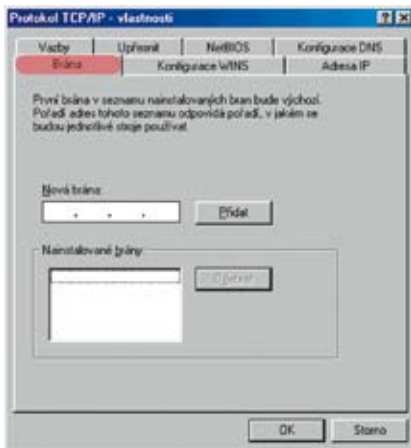 Protokol TCP/IP - vlastnosti
Vazby Upřesnit NetBIOS Konfigurace DNS
Brána Konfigurace WINS Adresa IP
První brána v seznamu nainstalovaných bran bude výchozí.
Pořadí adres tohoto seznamu odpovídá pořadí, v jakém se
budou jednotlivé stroje používat.
Nová brána:
. . .
Přidat
Nainstalované brány:
OK Storno